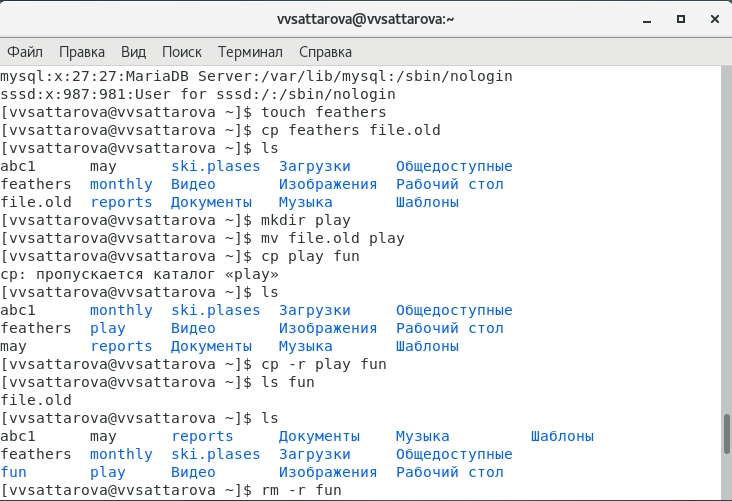 vvsattarova@vvsattarova:~
Файл Правка Вид Поиск Терминал Справка
mysql:x:27:27:MariaDB Server:/var/lib/mysql:/sbin/nologin
sssd:x:987:981:User for sssd:/:/sbin/nologin
[vvsattarova@vvsattarova ~]$ touch feathers
[vvsattarova@vvsattarova ~]$ cp feathers file.old
[vvsattarova@vvsattarova ~]$ ls
abc1 may ski.plases Загрузки Общедоступные
feathers monthly Видео Изображения Рабочий стол
file.old reports Документы Музыка Шаблоны
[vvsattarova@vvsattarova ~]$ mkdir play
[vvsattarova@vvsattarova ~]$ mv file.old play
[vvsattarova@vvsattarova ~]$ cp play fun
cp: пропускается каталог «play»
[vvsattarova@vvsattarova ~]$ ls
abc1 monthly ski.plases Загрузки Общедоступные
feathers play Видео Изображения Рабочий стол
may reports Документы Музыка Шаблоны
[vvsattarova@vvsattarova ~]$ cp -r play fun
[vvsattarova@vvsattarova ~]$ ls fun
file.old
[vvsattarova@vvsattarova ~]$ ls
abc1 may reports Документы Музыка Шаблоны
feathers monthly ski.plases Загрузки Общедоступные
fun play Видео Изображения Рабочий стол
[vvsattarova@vvsattarova ~]$ rm -r fun